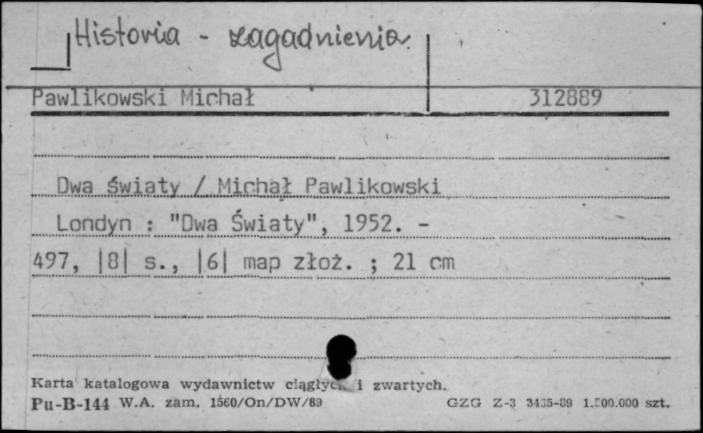 Historia - zagadnienia.
Pawlikowski Michał 312889
Dwa światy / Michał Pawlikowski
Londyn : "Dwa Światy", 1952. -
497, |8| s., |6| map złoż. ; 21 cm
Karta katalogowa wydawnictw ciągłych i zwartych.
Pu-B-144 W.A. zam. 1560/On/DW/89 GZG Z-3 3435-89 1.500.000 szt.